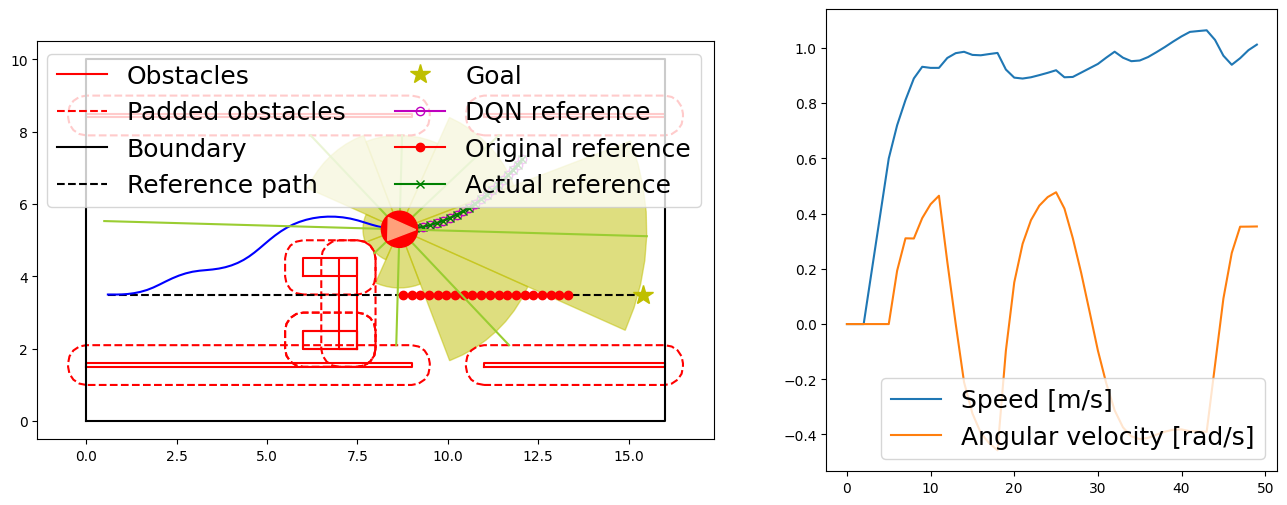 10
8
6
4
2
0
0.0 2.5 5.0 7.5 10.0 12.5 15.0
Obstacles
Padded obstacles
Boundary
Reference path
Goal
DQN reference
Original reference
Actual reference
1.0
0.8
0.6
0.4
0.2
0.0
−0.2
−0.4
0 10 20 30 40 50
Speed [m/s]
Angular velocity [rad/s]